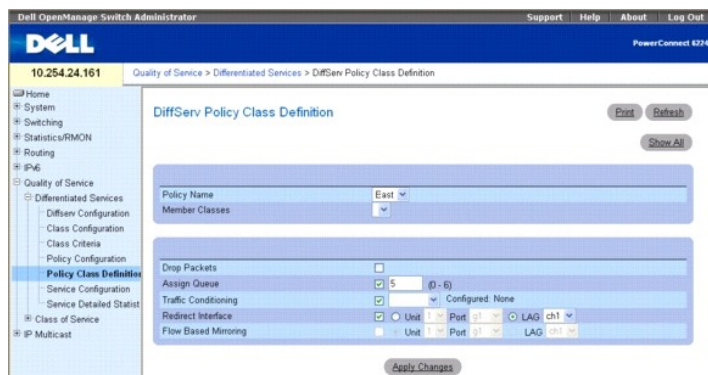 Dell OpenManage Switch Administrator
Support Help About Log Out
DELL
PowerConnect 6224
10.254.24.161
Quality of Service > Differentiated Services > DiffServ Policy Class Definition
Home
System
Switching
Statistics/RMON
Routing
IPv6
Quality of Service
Differentiated Services
Diffserv Configuration
Class Configuration
Class Criteria
Policy Configuration
Policy Class Definition
Service Configuration
Service Detailed Statist
Class of Service
IP Multicast
DiffServ Policy Class Definition
Print Refresh
Show All
Policy Name East
Member Classes
Drop Packets
Assign Queue 5 (0 - 6)
Traffic Conditioning Configured: None
Redirect Interface Unit 1 Port g1 LAG ch1
Flow Based Mirroring Unit 1 Port g1 LAG ch1
Apply Changes